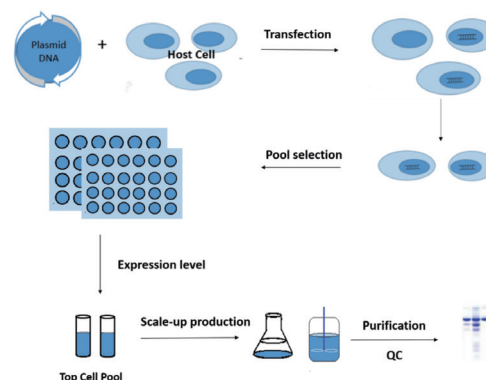 Plasmid
DNA
+
Host Cell
Transfection
Pool selection
Expression level
Top Cell Pool
Scale-up production
Purification
QC